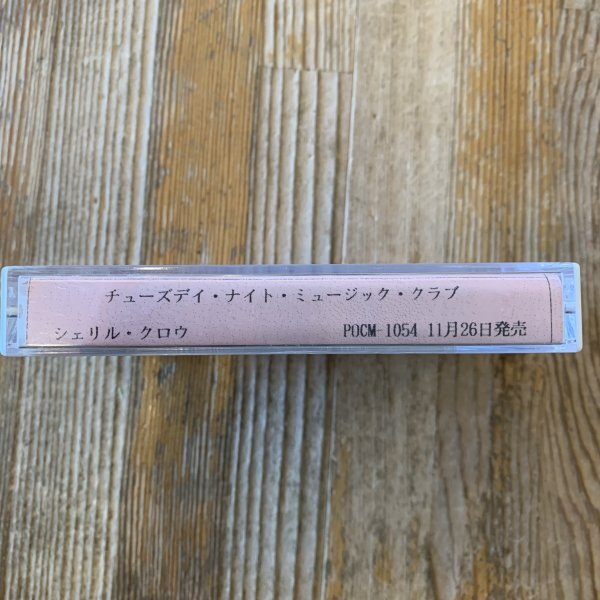 チューズデイ・ナイト・ミュージック・クラブ
シェリル・クロウ POCM-1054 11月26日発売